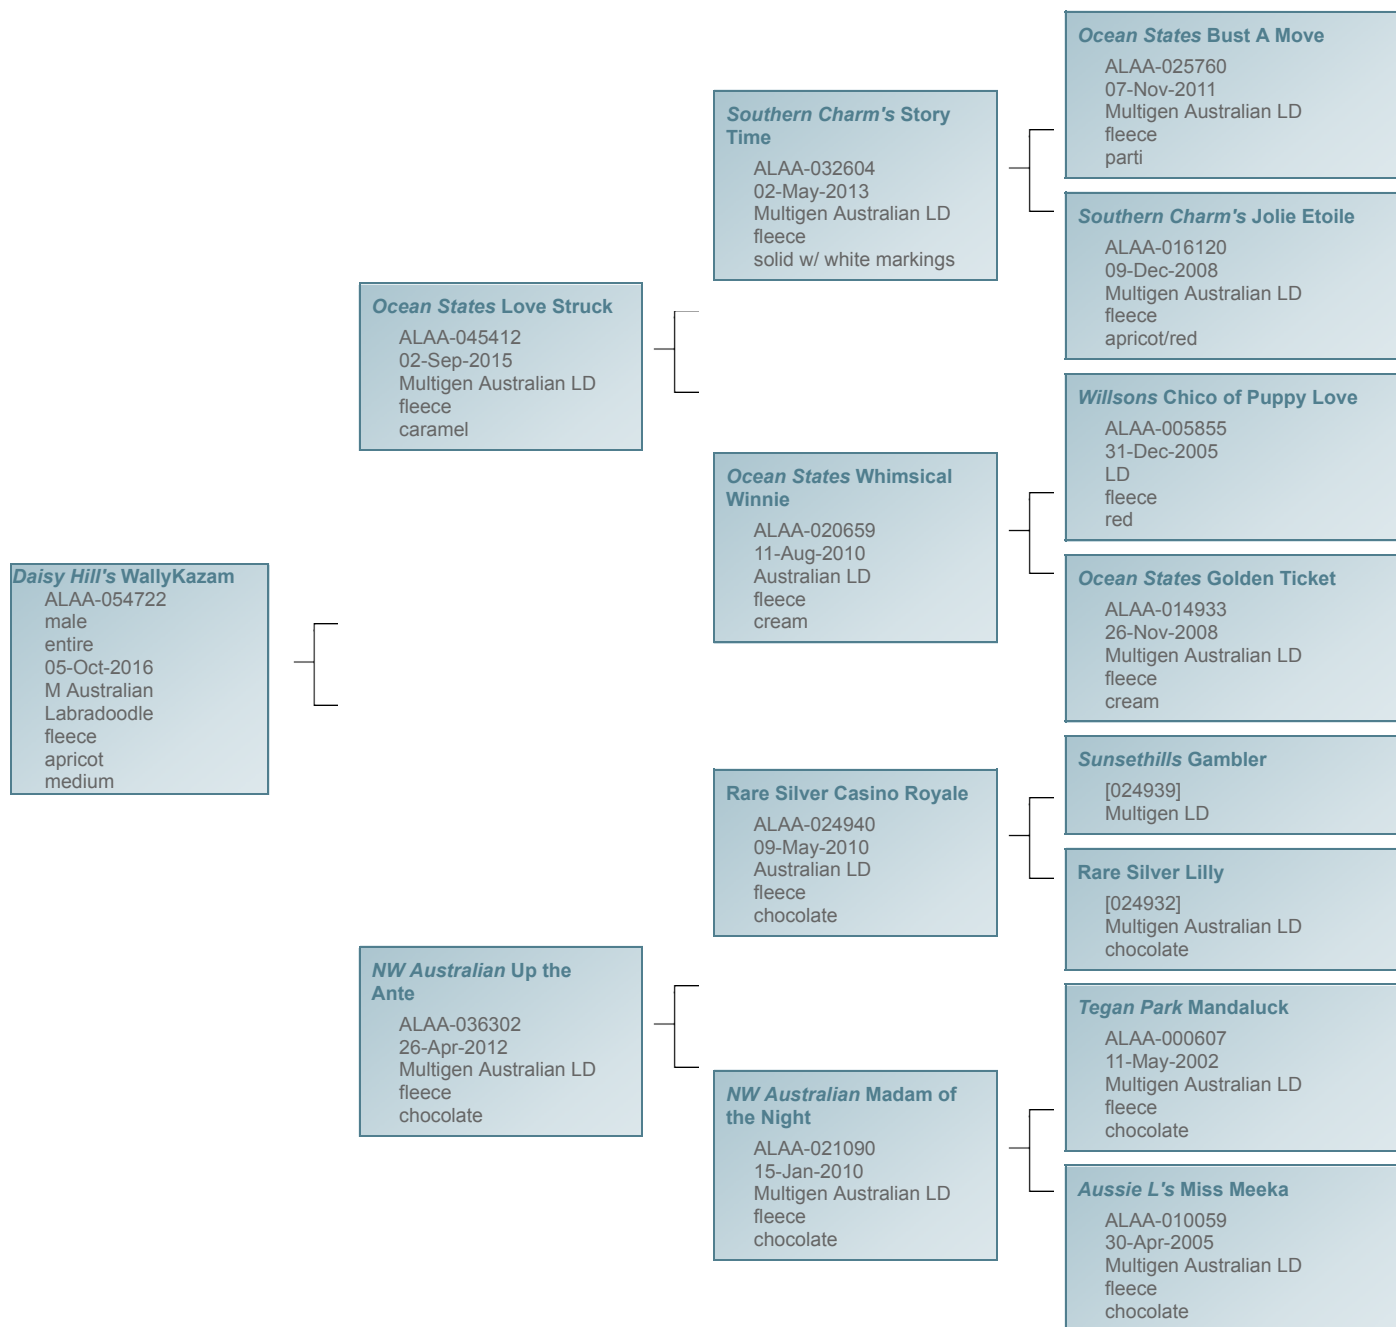 Daisy Hill's WallyKazam
ALAA-054722
male
entire
05-Oct-2016
M Australian
Labradoodle
fleece
apricot
medium
Ocean States Love Struck
ALAA-045412
02-Sep-2015
Multigen Australian LD
fleece
caramel
NW Australian Up the
Ante
ALAA-036302
26-Apr-2012
Multigen Australian LD
fleece
chocolate
Southern Charm's Story
Time
ALAA-032604
02-May-2013
Multigen Australian LD
fleece
solid w/ white markings
Ocean States Whimsical
Winnie
ALAA-020659
11-Aug-2010
Australian LD
fleece
cream
Rare Silver Casino Royale
ALAA-024940
09-May-2010
Australian LD
fleece
chocolate
NW Australian Madam of
the Night
ALAA-021090
15-Jan-2010
Multigen Australian LD
fleece
chocolate
Ocean States Bust A Move
ALAA-025760
07-Nov-2011
Multigen Australian LD
fleece
parti
Southern Charm's Jolie Etoile
ALAA-016120
09-Dec-2008
Multigen Australian LD
fleece
apricot/red
Willsons Chico of Puppy Love
ALAA-005855
31-Dec-2005
LD
fleece
red
Ocean States Golden Ticket
ALAA-014933
26-Nov-2008
Multigen Australian LD
fleece
cream
Sunsethills Gambler
[024939]
Multigen LD
Rare Silver Lilly
[024932]
Multigen Australian LD
chocolate
Tegan Park Mandaluck
ALAA-000607
11-May-2002
Multigen Australian LD
fleece
chocolate
Aussie L's Miss Meeka
ALAA-010059
30-Apr-2005
Multigen Australian LD
fleece
chocolate